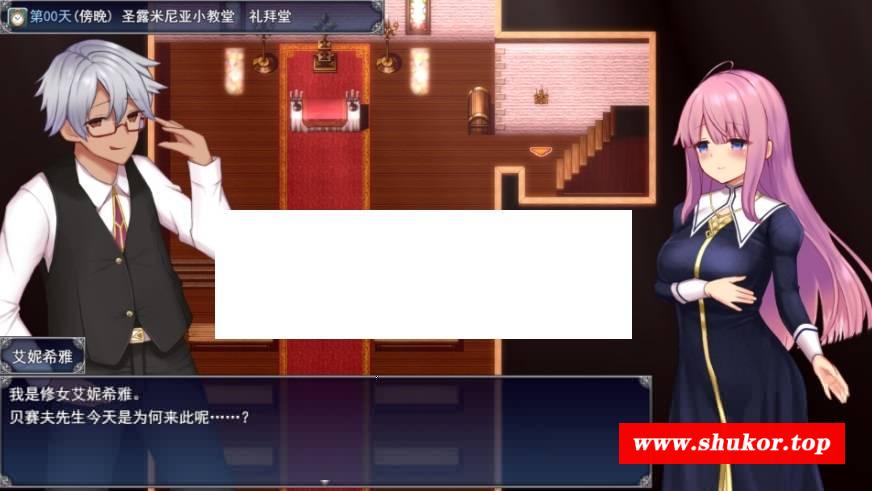 第00天(傍晚) 圣露米尼亚小教堂 礼拜堂
艾妮希雅
我是修女艾妮希雅。
贝赛夫先生今天是为何来此呢……？
www.shukor.top